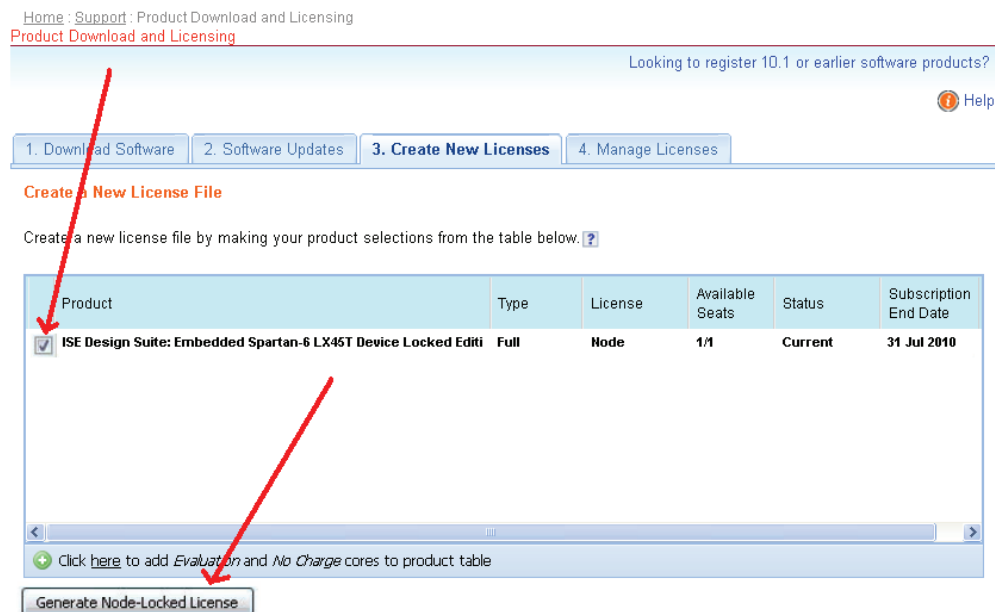 Home : Support : Product Download and Licensing
Product Download and Licensing
Looking to register 10.1 or earlier software products?
Help
1. Download Software 2. Software Updates 3. Create New Licenses 4. Manage Licenses
Create a New License File
Create a new license file by making your product selections from the table below. ?
Product Type License Available Seats Status Subscription End Date
ISE Design Suite: Embedded Spartan-6 LX45T Device Locked Editi Full Node 1/1 Current 31 Jul 2010
Click here to add Evaluation and No Charge cores to product table
Generate Node-Locked License